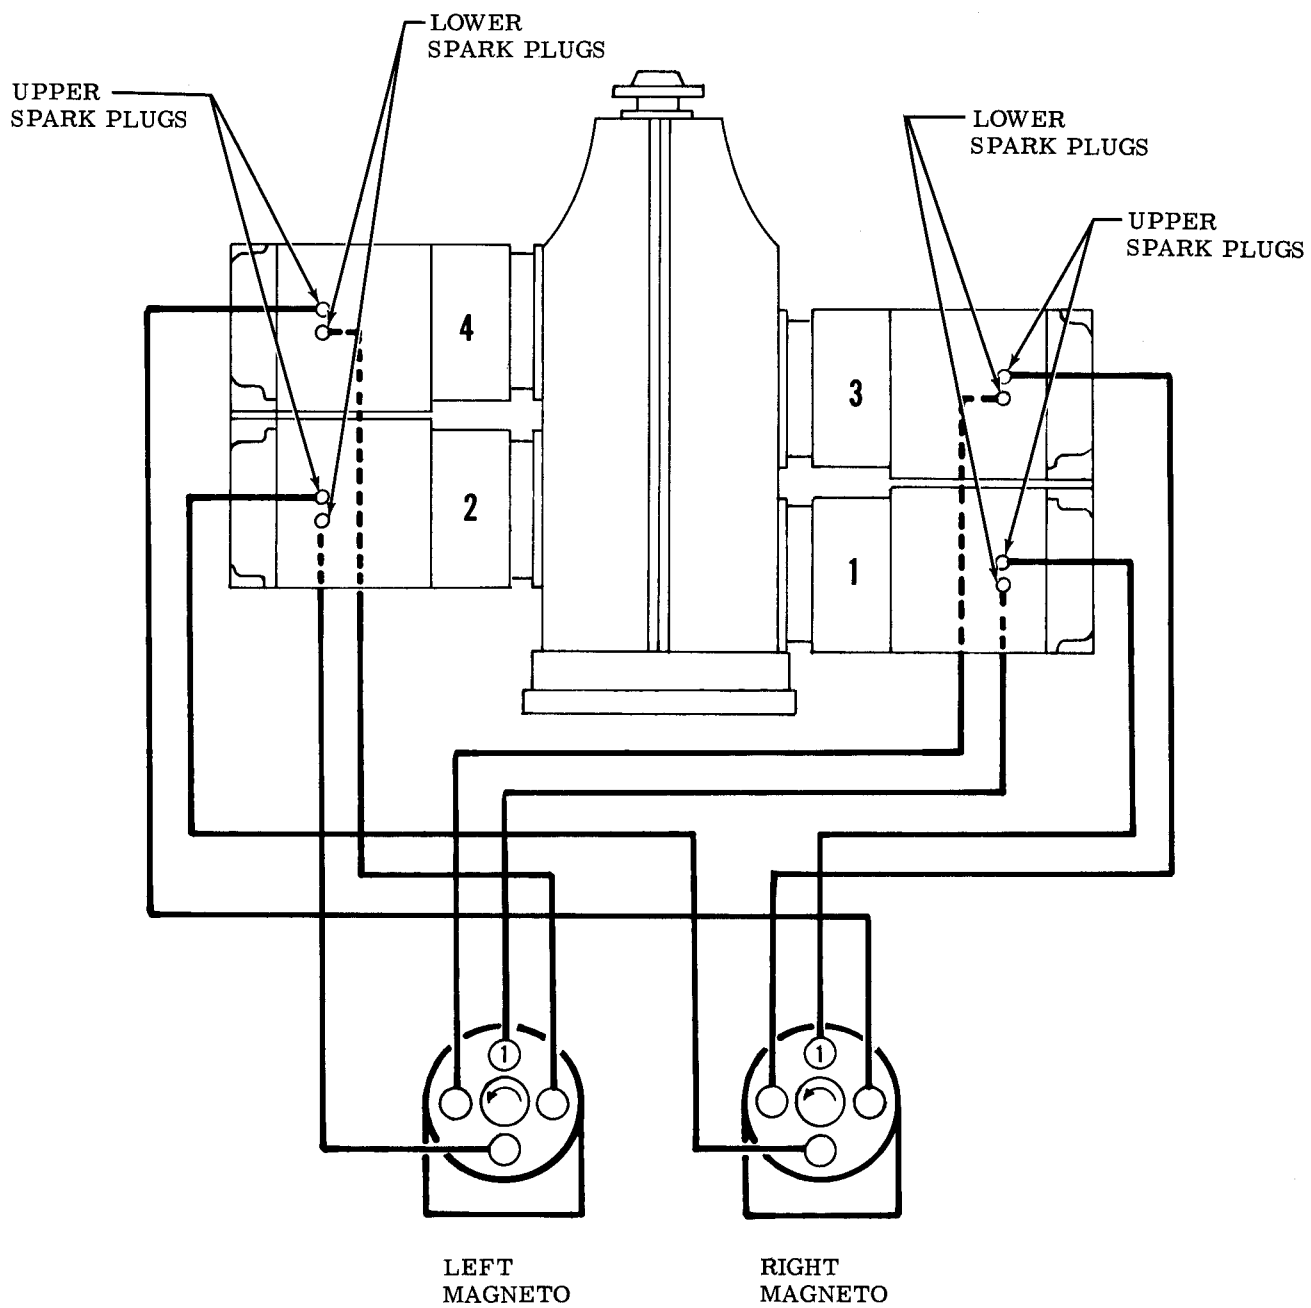 LOWER
SPARK PLUGS
UPPER
SPARK PLUGS
LOWER
SPARK PLUGS
UPPER
SPARK PLUGS
4
3
2
1
1
1
LEFT
MAGNETO
RIGHT
MAGNETO